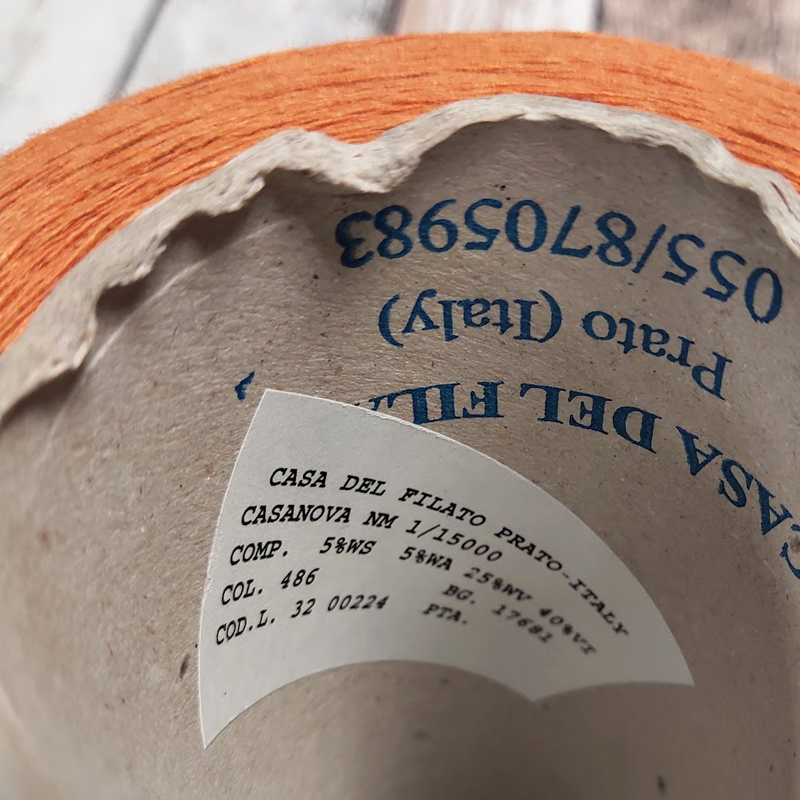 CASA DEL FILA
Prato (Italy)
055/8705983
CASA DEL FILATO PRATO-ITALY
CASANOVA NM 1/15000
COMP. 5%WS 5%WA 25%WV 40%VI
COL. 486 BG. 17681
COD.L. 32 00224 PTA.